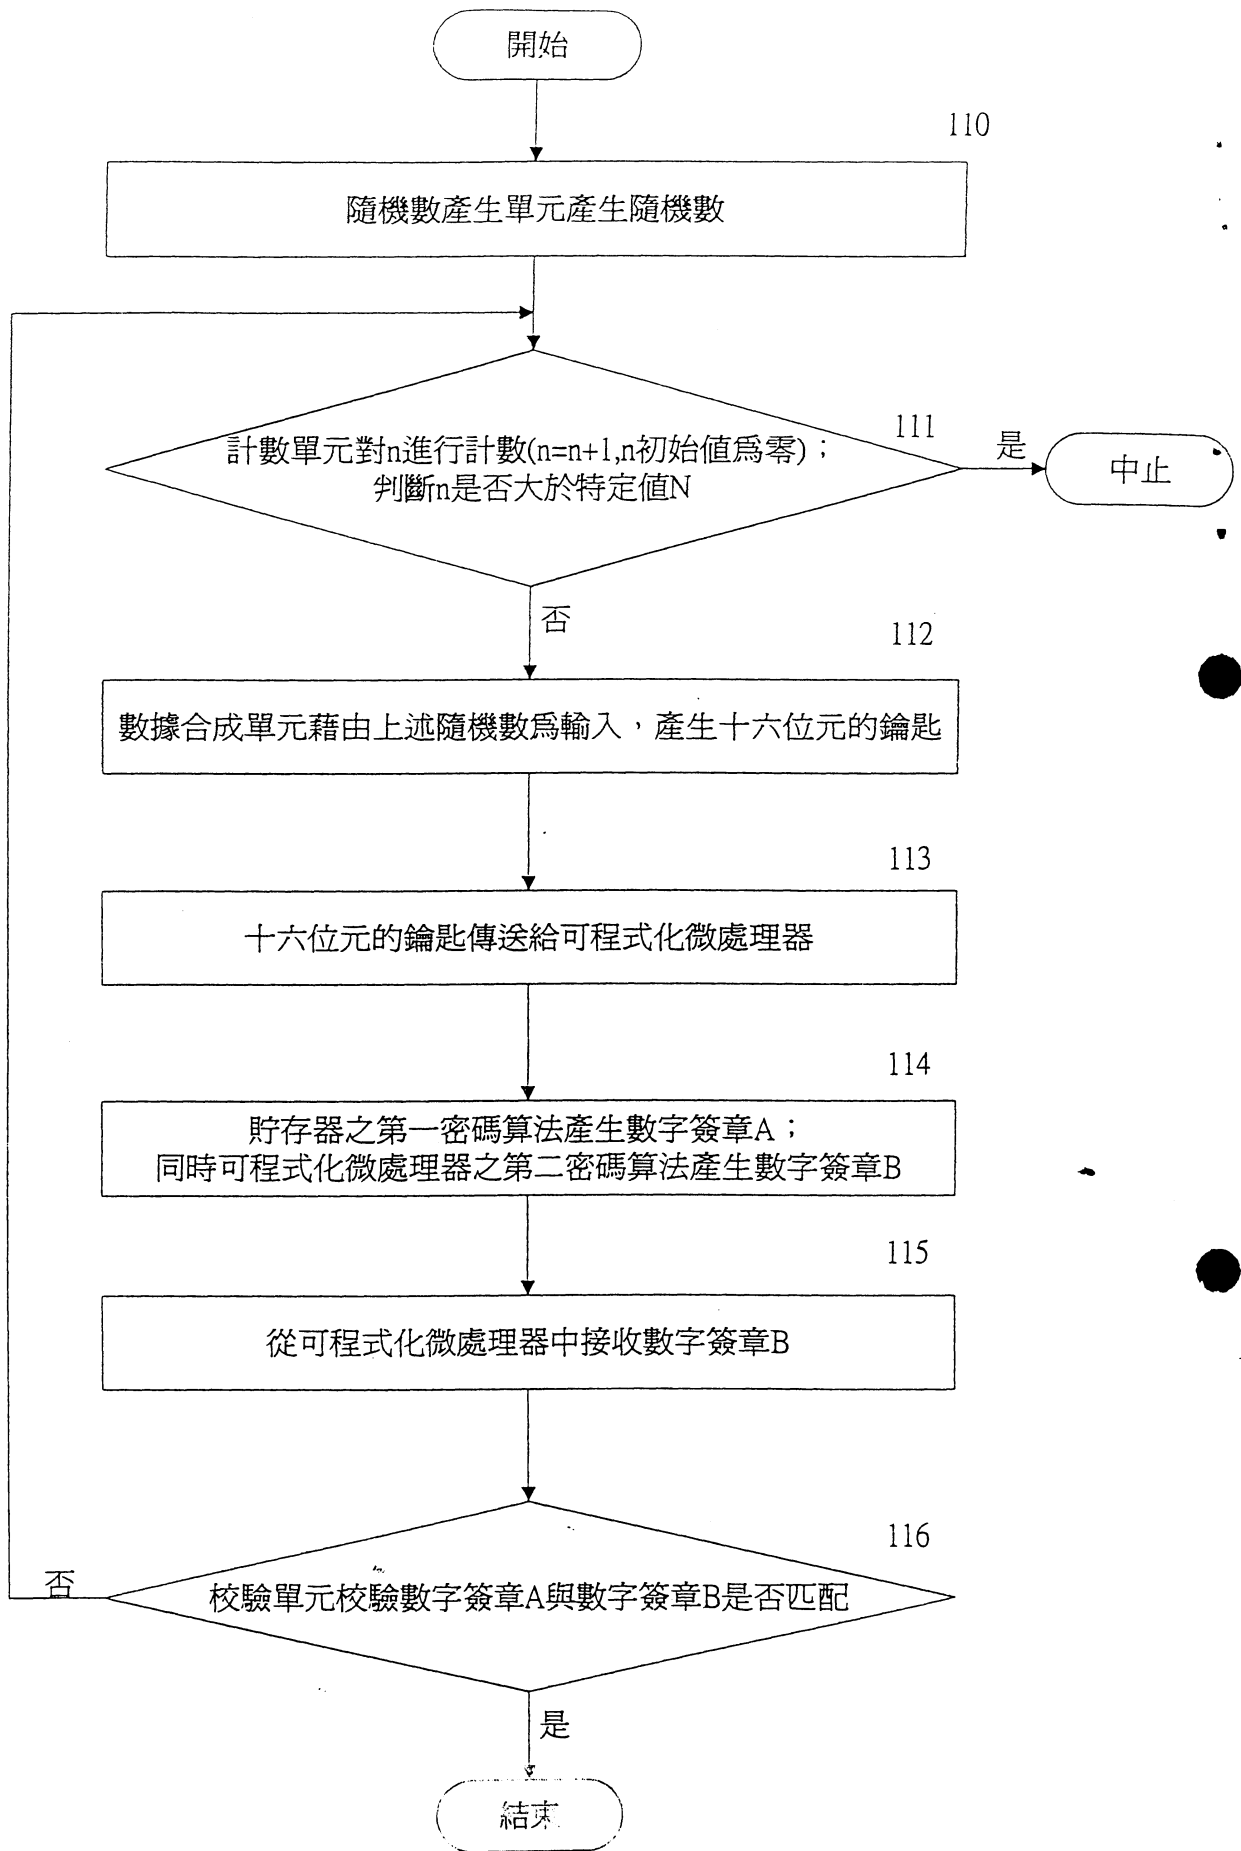 開始
110
隨機數產生單元產生隨機數
111
計數單元對n進行計數(n=n+1,n初始值爲零)；
判斷n是否大於特定值N
是
中止
否
112
數據合成單元藉由上述隨機數爲輸入，產生十六位元的鑰匙
113
十六位元的鑰匙傳送給可程式化微處理器
114
貯存器之第一密碼算法產生數字簽章A；
同時可程式化微處理器之第二密碼算法產生數字簽章B
115
從可程式化微處理器中接收數字簽章B
116
否
校驗單元校驗數字簽章A與數字簽章B是否匹配
是
結束